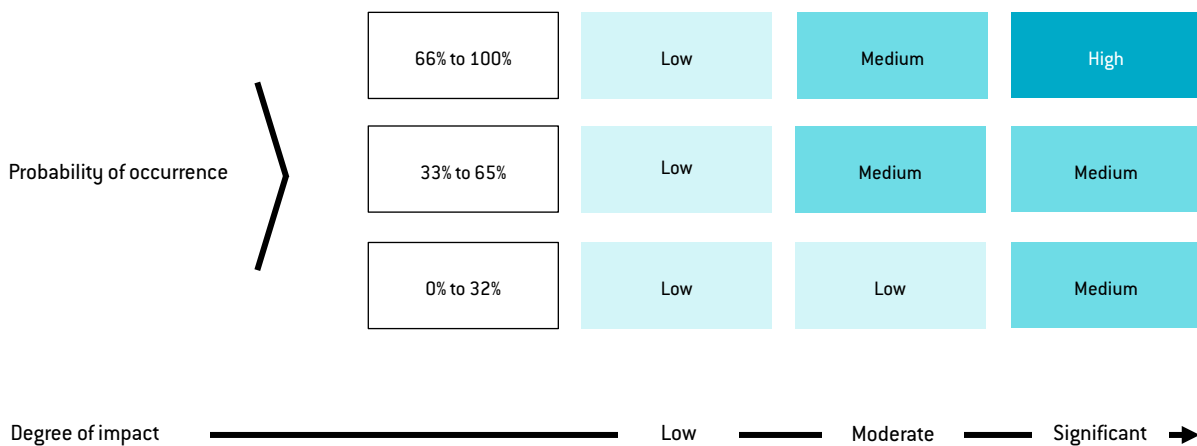 66% to 100% Low Medium High
Probability of occurrence 33% to 65% Low Medium Medium
0% to 32% Low Low Medium
Degree of impact Low Moderate Significant